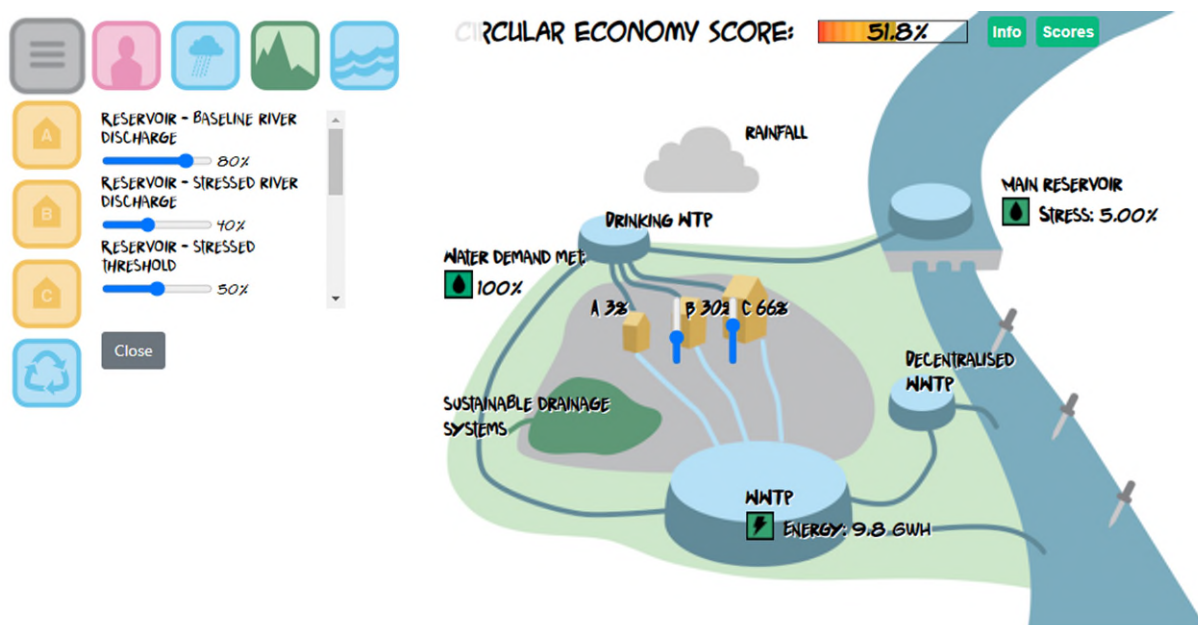 CIRCULAR ECONOMY SCORE:
51.8%
Info
Scores
A
B
C
RESERVOIR - BASELINE RIVER
DISCHARGE
80%
RESERVOIR - STRESSED RIVER
DISCHARGE
40%
RESERVOIR - STRESSED
THRESHOLD
50%
Close
RAINFALL
MAIN RESERVOIR
STRESS: 5.00%
DRINKING WTP
WATER DEMAND MET:
100%
A 3%
B 30%
C 66%
DECENTRALISED
WWTP
SUSTAINABLE DRAINAGE
SYSTEMS
WWTP
ENERGY: 9.8 GWH